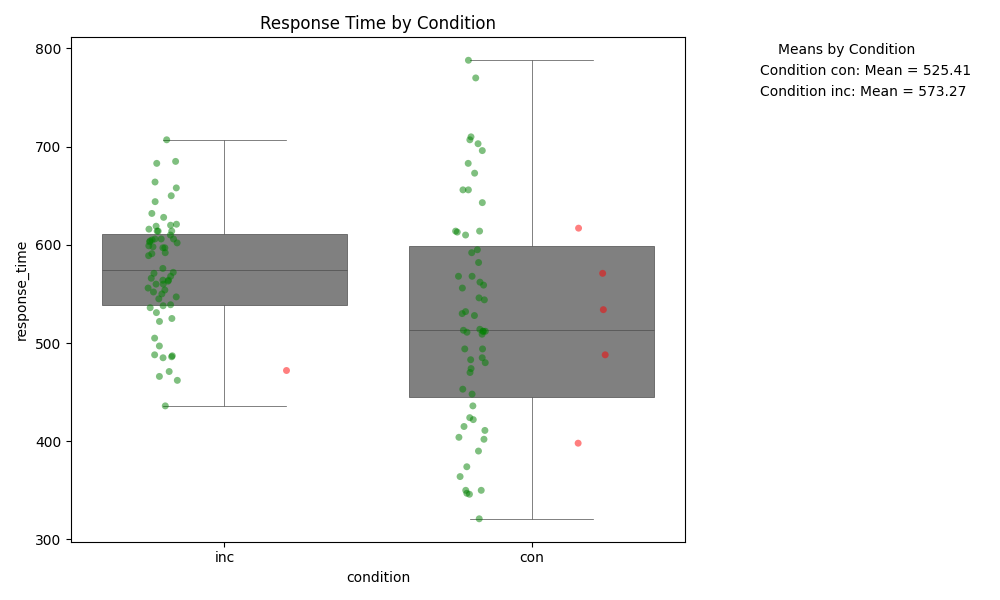 Response Time by Condition
Means by Condition
Condition con: Mean = 525.41
Condition inc: Mean = 573.27
800
700
600
500
400
300
response_time
inc
con
condition